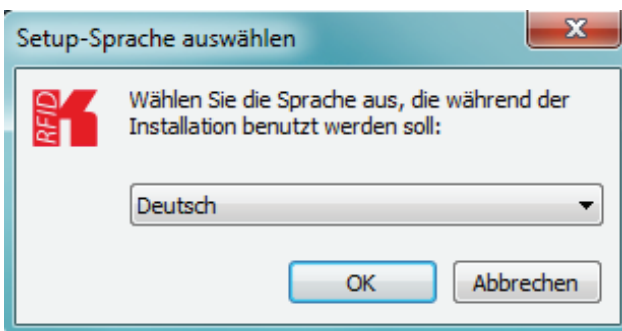 Setup-Sprache auswählen
RFID
Wählen Sie die Sprache aus, die während der
Installation benutzt werden soll:
Deutsch
OK
Abbrechen